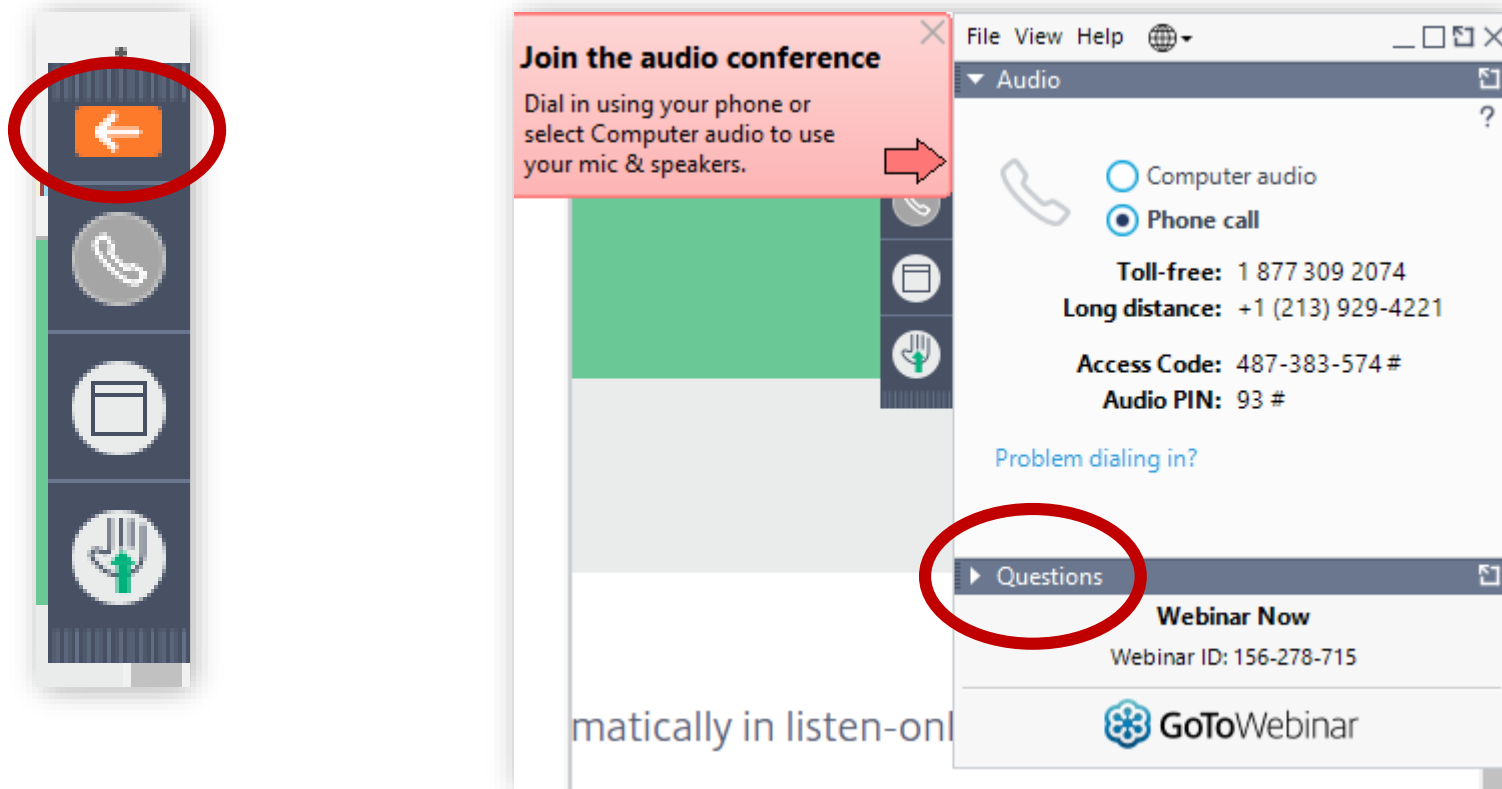 Join the audio conference
Dial in using your phone or
select Computer audio to use
your mic & speakers.
File View Help
Audio
?
Computer audio
Phone call
Toll-free: 1 877 309 2074
Long distance: +1 (213) 929-4221
Access Code: 487-383-574 #
Audio PIN: 93 #
Problem dialing in?
Questions
Webinar Now
Webinar ID: 156-278-715
GoToWebinar
matically in listen-onl